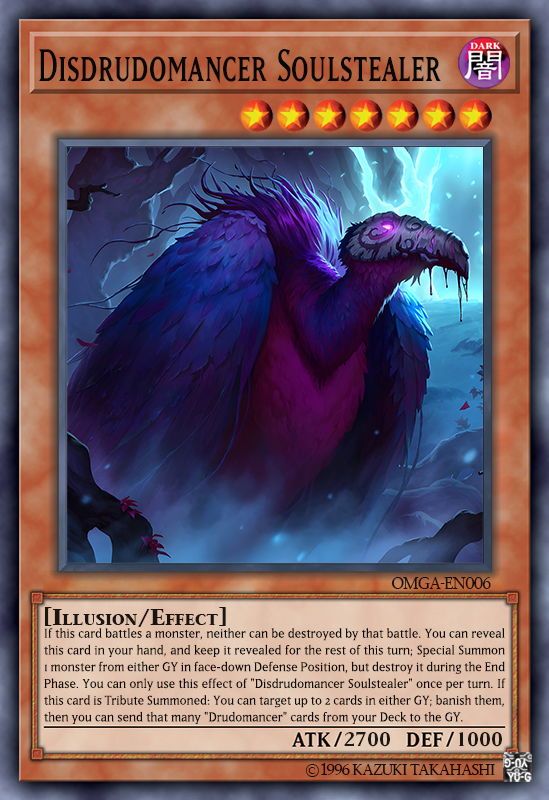 Disdrudomancer Soulstealer
DARK
闇
OMGA-EN006
[Illusion/Effect]
If this card battles a monster, neither can be destroyed by that battle. You can reveal
this card in your hand, and keep it revealed for the rest of this turn; Special Summon
1 monster from either GY in face-down Defense Position, but destroy it during the End
Phase. You can only use this effect of "Disdrudomancer Soulstealer" once per turn. If
this card is Tribute Summoned: You can target up to 2 cards in either GY; banish them,
then you can send that many "Drudomancer" cards from your Deck to the GY.
ATK/2700 DEF/1000
©1996 KAZUKI TAKAHASHI